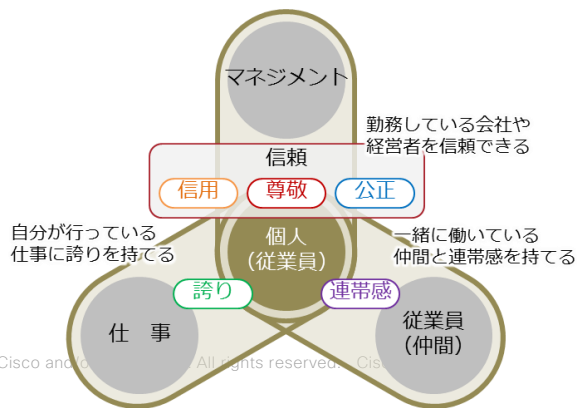 マネジメント
勤務している会社や
経営者を信頼できる
信頼
信用
尊敬
公正
自分が行っている
仕事に誇りを持てる
個人
（従業員）
一緒に働いている
仲間と連帯感を持てる
誇り
連帯感
仕 事
従業員
（仲間）
Cisco and All rights reserved. Cis